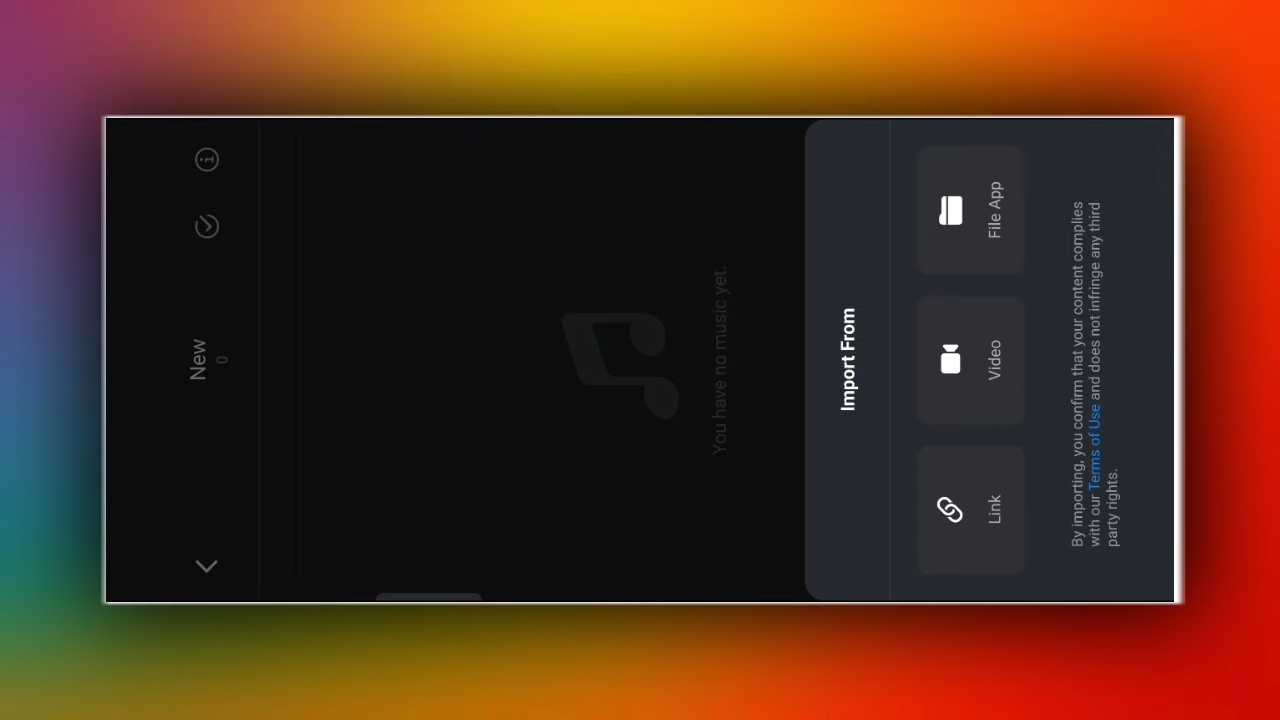 New
0
You have no music yet.
Import From
Link
Video
File App
By importing, you confirm that your content complies
with our Terms of Use and does not infringe any third
party rights.